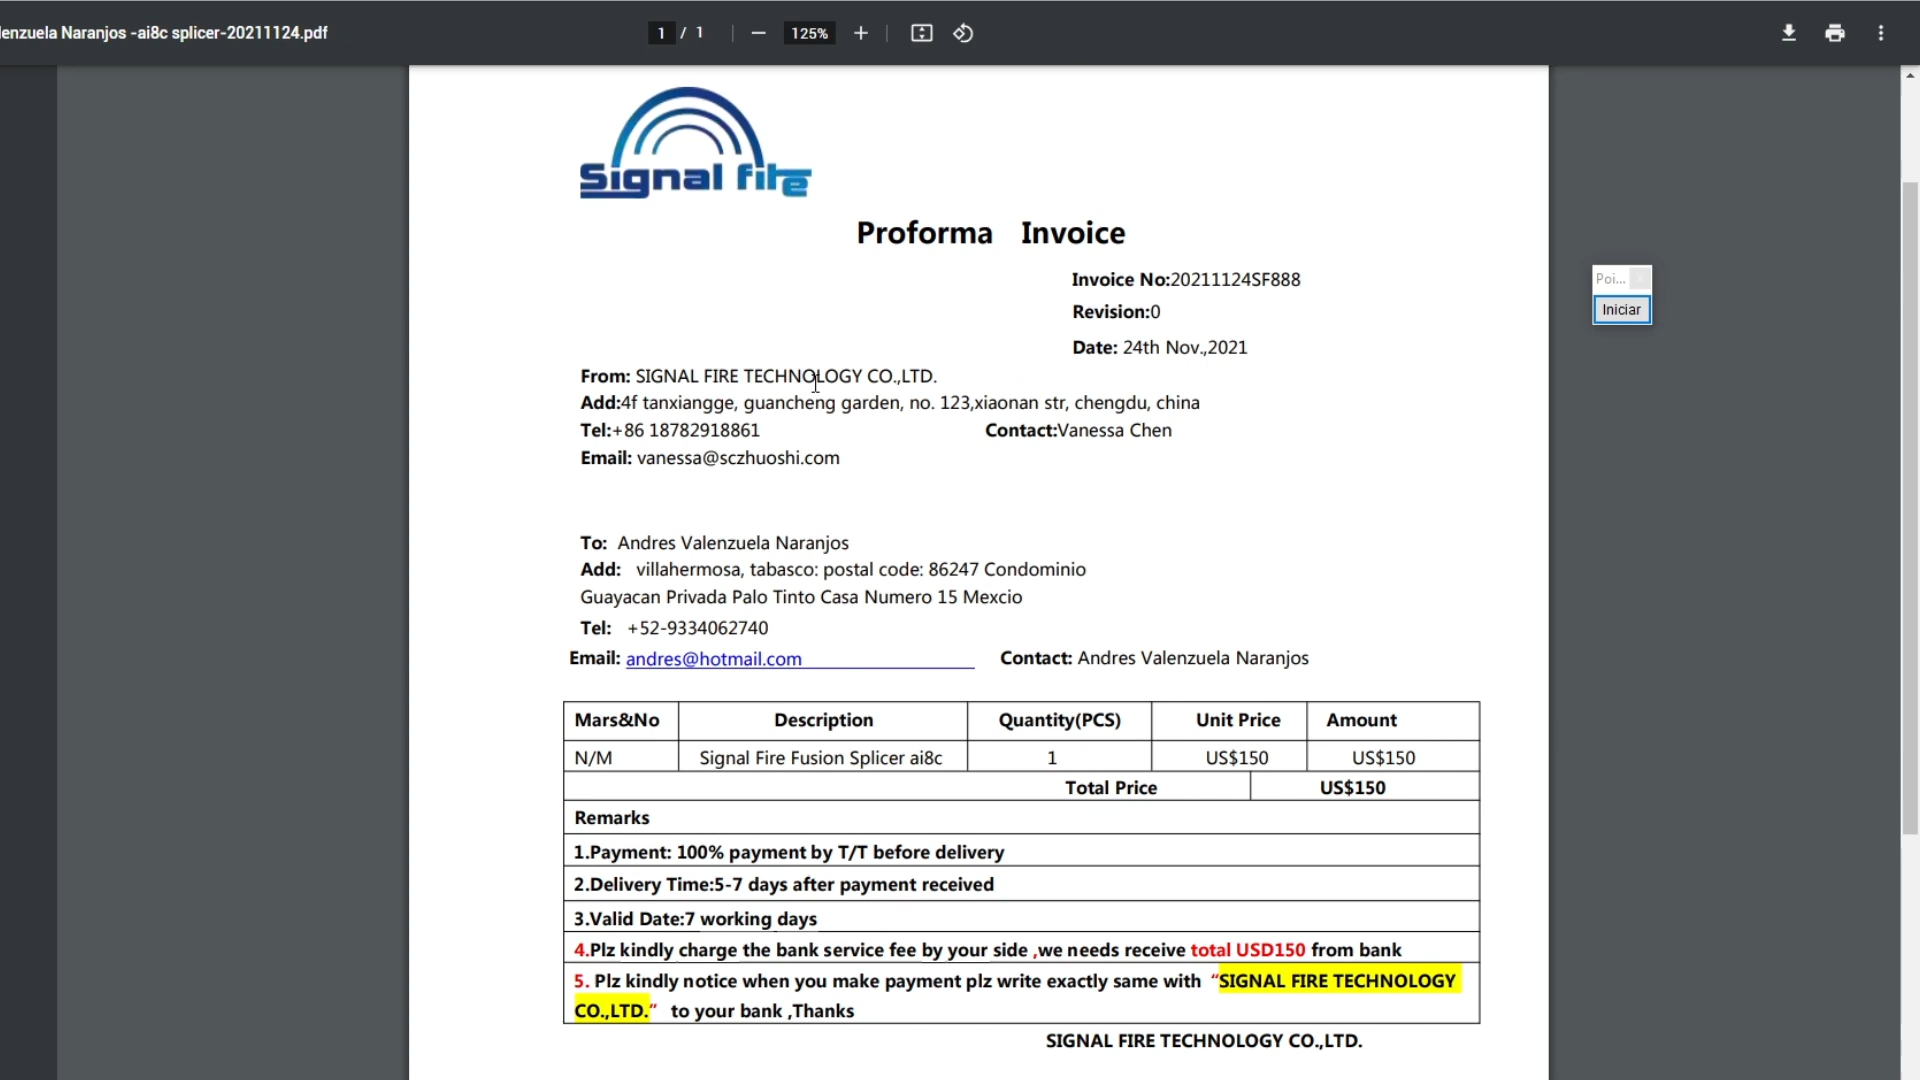 lenzuela Naranjos -ai8c splicer-20211124.pdf
1 / 1
125%
Signal fire
Proforma Invoice
Invoice No:20211124SF888
Revision:0
Date: 24th Nov.,2021
From: SIGNAL FIRE TECHNOLOGY CO.,LTD.
Add:4f tanxiangge, guancheng garden, no. 123,xiaonan str, chengdu, china
Tel:+86 18782918861 Contact:Vanessa Chen
Email: vanessa@sczhuoshi.com
Poi...
Iniciar
To: Andres Valenzuela Naranjos
Add: villahermosa, tabasco: postal code: 86247 Condominio
Guayacan Privada Palo Tinto Casa Numero 15 Mexcio
Tel: +52-9334062740
Email: andres@hotmail.com Contact: Andres Valenzuela Naranjos
Mars&No Description Quantity(PCS) Unit Price Amount
N/M Signal Fire Fusion Splicer ai8c 1 US$150 US$150
Total Price US$150
Remarks
1.Payment: 100% payment by T/T before delivery
2.Delivery Time:5-7 days after payment received
3.Valid Date:7 working days
4.Plz kindly charge the bank service fee by your side ,we needs receive total USD150 from bank
5. Plz kindly notice when you make payment plz write exactly same with “SIGNAL FIRE TECHNOLOGY
CO.,LTD.” to your bank ,Thanks
SIGNAL FIRE TECHNOLOGY CO.,LTD.